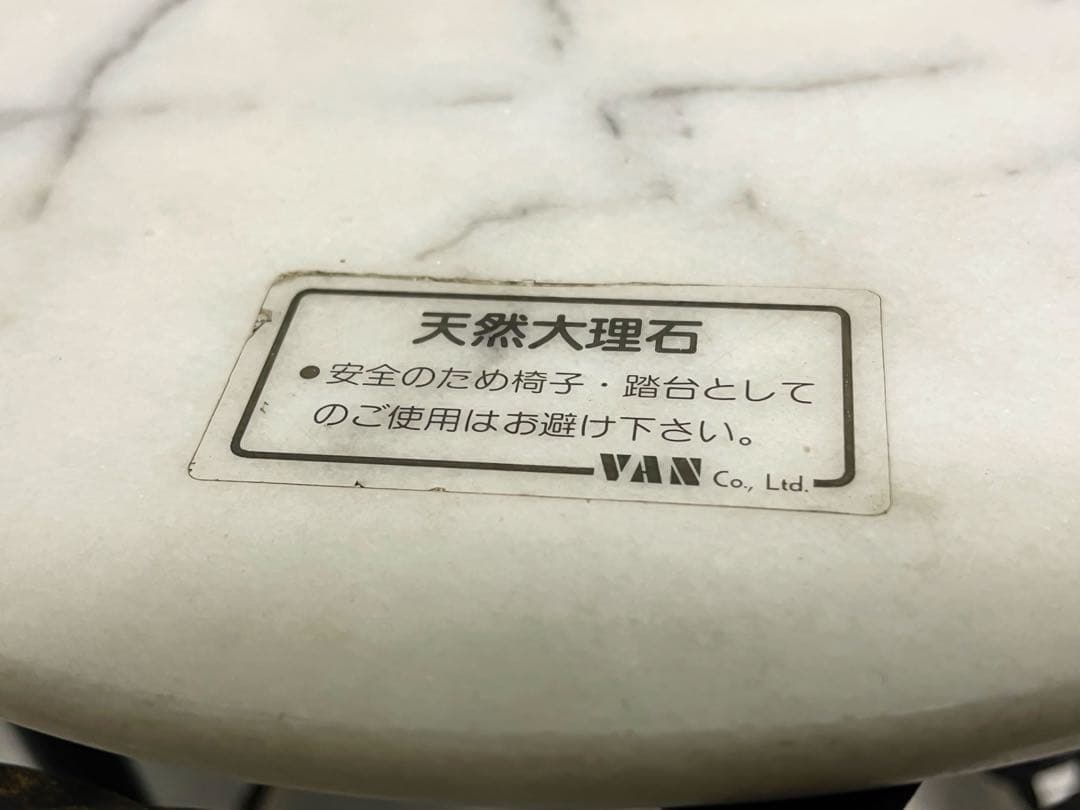 天然大理石
●安全のため椅子・踏台として
のご使用はお避け下さい。
VAN Co., Ltd.